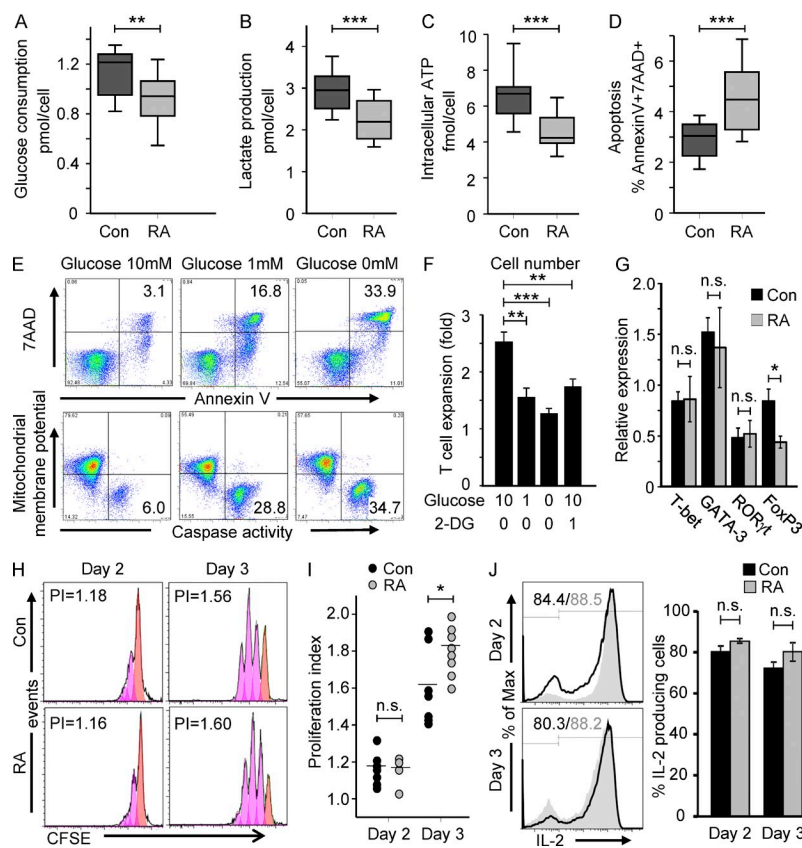 A
**
Glucose consumption
pmol/cell
1.2
0.8
0.4
0
Con
RA
B
***
Lactate production
pmol/cell
4
3
2
1
0
Con
RA
C
***
Intracellular ATP
fmol/cell
10
8
6
4
2
0
Con
RA
D
***
Apoptosis
% AnnexinV+7AAD+
8
6
4
2
0
Con
RA
E
Glucose 10mM
Glucose 1mM
Glucose 0mM
7AAD
3.1
16.8
33.9
Annexin V
Mitochondrial
membrane potential
6.0
28.8
34.7
Caspase activity
F
Cell number
**
***
**
T cell expansion (fold)
3
2
1
0
Glucose 10 1 0 10
2-DG 0 0 0 1
G
Con
RA
Relative expression
2.0
1.5
1.0
0.5
0
n.s.
n.s.
n.s.
*
T-bet
GATA-3
RORγt
FoxP3
H
Day 2
Day 3
Con
RA
events
PI=1.18
PI=1.56
PI=1.16
PI=1.60
CFSE
I
Con
RA
Proliferation index
2.0
1.8
1.6
1.4
1.2
1.0
n.s.
*
Day 2
Day 3
J
Day 2
Day 3
% of Max
84.4/88.5
80.3/88.2
IL-2
Con
RA
% IL-2 producing cells
100
80
60
40
20
0
n.s.
n.s.
Day 2
Day 3